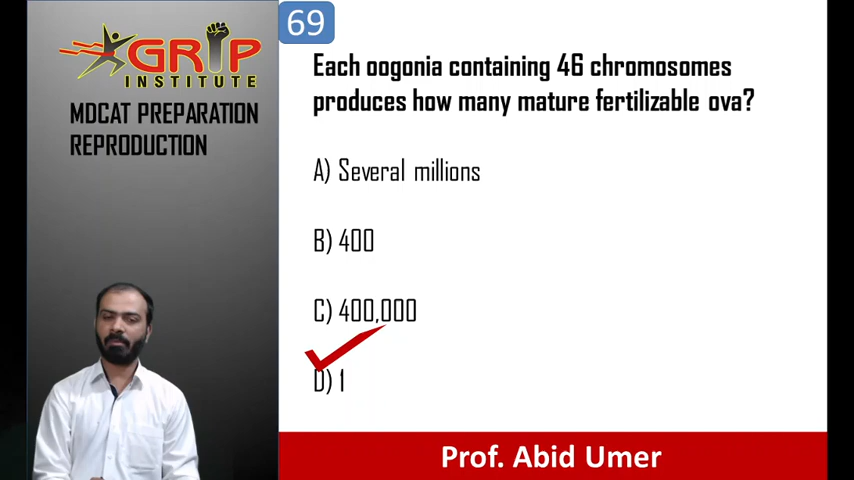 69
GRIP
INSTITUTE
MDCAT PREPARATION
REPRODUCTION
Each oogonia containing 46 chromosomes
produces how many mature fertilizable ova?
A) Several millions
B) 400
C) 400,000
D) 1
Prof. Abid Umer